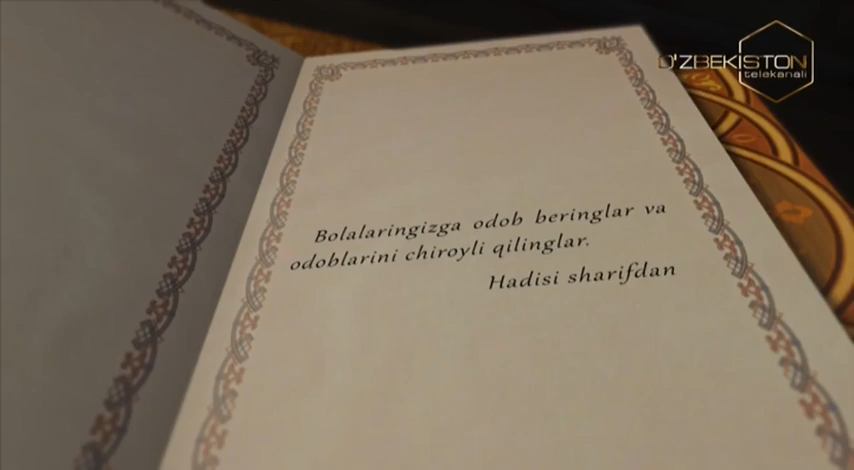 O'ZBEKISTON
telekanali
Bolalaringizga odob beringlar va
odoblarini chiroyli qilinglar.
Hadisi sharifdan